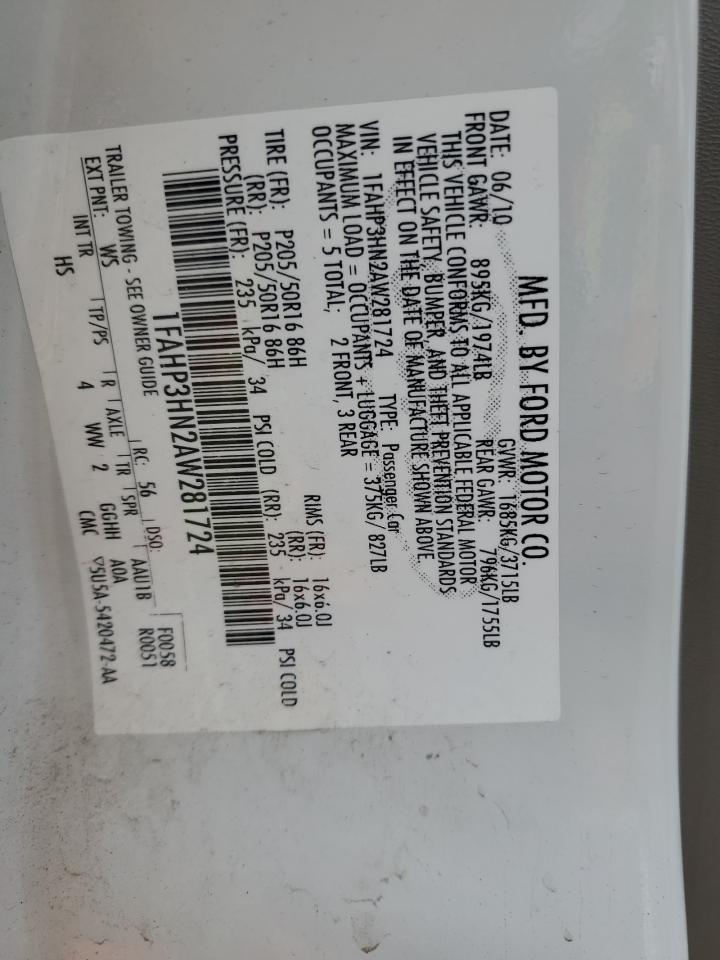 MFD. BY FORD MOTOR CO.
DATE: 06/10 GVWR: 1685KG/3715LB
FRONT GAWR: 895KG/1974LB REAR GAWR: 796KG/1755LB
THIS VEHICLE CONFORMS TO ALL APPLICABLE FEDERAL MOTOR
VEHICLE SAFETY, BUMPER AND THEFT PREVENTION STANDARDS
IN EFFECT ON THE DATE OF MANUFACTURE SHOWN ABOVE.
VIN: 1FAHP3HN2AW281724 TYPE: Passenger Car
MAXIMUM LOAD = OCCUPANTS + LUGGAGE = 375KG/ 827LB
OCCUPANTS = 5 TOTAL; 2 FRONT, 3 REAR
TIRE (FR): P205/50R16 86H RIMS (FR): 16x6.0J
(RR): P205/50R16 86H (RR): 16x6.0J
PRESSURE (FR): 235 kPa/ 34 PSI COLD (RR): 235 kPa/ 34 PSI COLD
1FAHP3HN2AW281724
F0058
TRAILER TOWING - SEE OWNER GUIDE RC: 56 DSO: R0051
EXT PNT: WS AAU1B
INT TR TP/PS R AXLE TR SPR
HS 4 WW 2 GGHH A0A
CMC ▽5U5A-5420472-AA